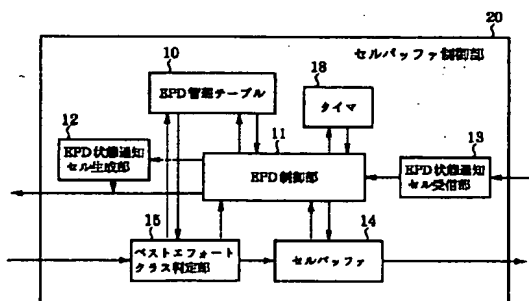 20
セルバッファ制御部
10
EPD管理テーブル
18
タイマ
12
EPD状態通知
セル生成部
11
EPD制御部
13
EPD状態通知
セル受信部
15
ベストエフォート
クラス判定部
14
セルバッファ